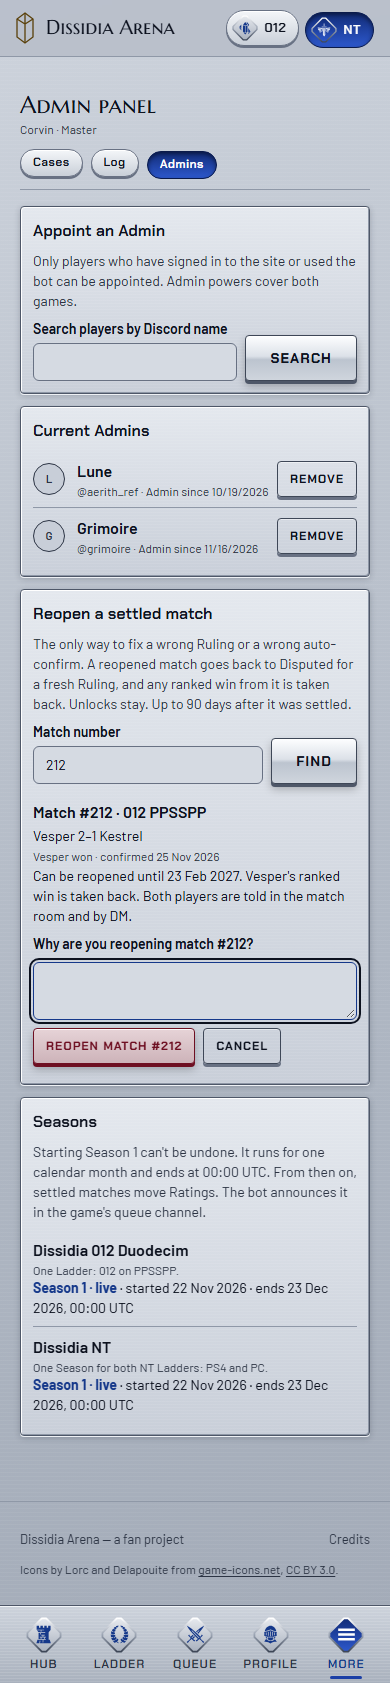 Dissidia Arena
012
NT
Admin panel
Corvin · Master
Cases
Log
Admins
Appoint an Admin
Only players who have signed in to the site or used the
bot can be appointed. Admin powers cover both
games.
Search players by Discord name
SEARCH
Current Admins
L
Lune
@aerith_ref · Admin since 10/19/2026
REMOVE
G
Grimoire
@grimoire · Admin since 11/16/2026
REMOVE
Reopen a settled match
The only way to fix a wrong Ruling or a wrong auto-
confirm. A reopened match goes back to Disputed for
a fresh Ruling, and any ranked win from it is taken
back. Unlocks stay. Up to 90 days after it was settled.
Match number
212
FIND
Match #212 · 012 PPSSPP
Vesper 2–1 Kestrel
Vesper won · confirmed 25 Nov 2026
Can be reopened until 23 Feb 2027. Vesper's ranked
win is taken back. Both players are told in the match
room and by DM.
Why are you reopening match #212?
REOPEN MATCH #212
CANCEL
Seasons
Starting Season 1 can't be undone. It runs for one
calendar month and ends at 00:00 UTC. From then on,
settled matches move Ratings. The bot announces it
in the game's queue channel.
Dissidia 012 Duodecim
One Ladder: 012 on PPSSPP.
Season 1 · live · started 22 Nov 2026 · ends 23 Dec
2026, 00:00 UTC
Dissidia NT
One Season for both NT Ladders: PS4 and PC.
Season 1 · live · started 22 Nov 2026 · ends 23 Dec
2026, 00:00 UTC
Dissidia Arena — a fan project
Credits
Icons by Lorc and Delapouite from game-icons.net, CC BY 3.0.
HUB
LADDER
QUEUE
PROFILE
MORE